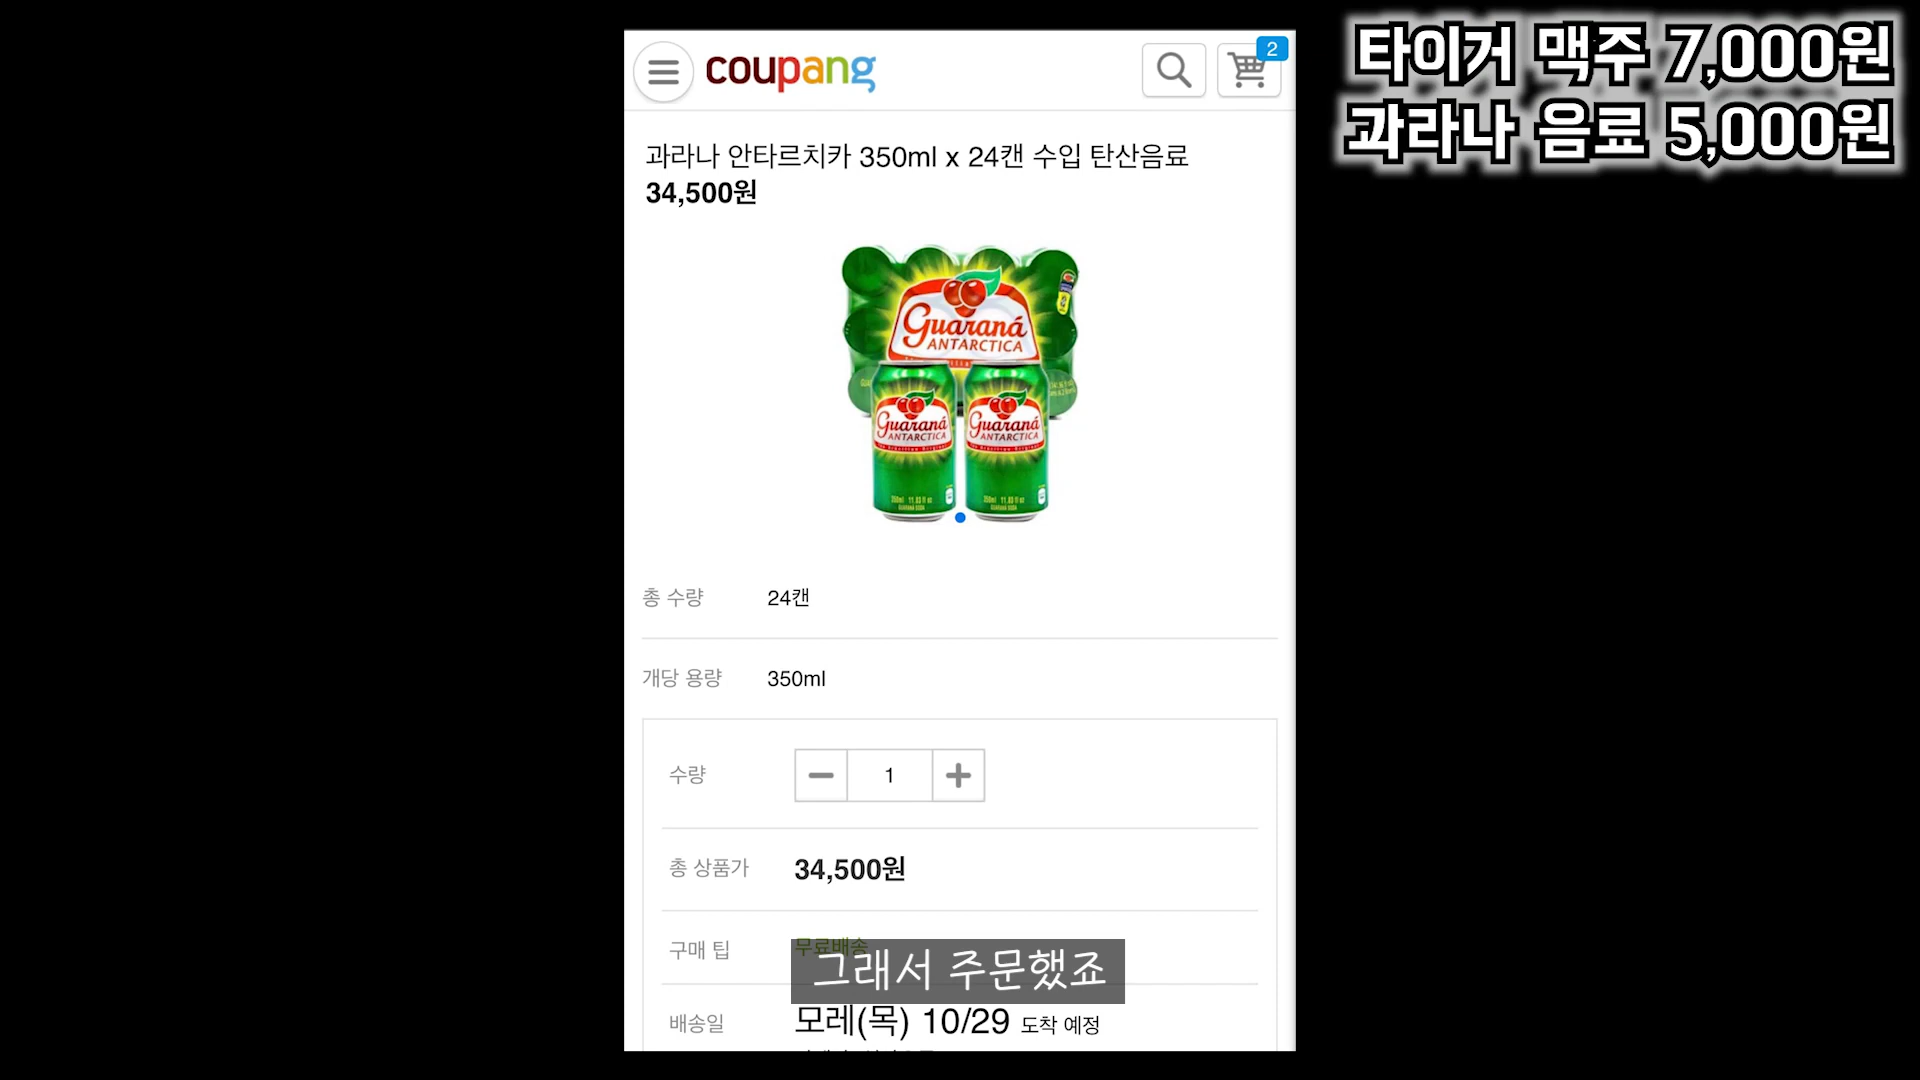 타이거 맥주 7,000원
과라나 음료 5,000원
coupang
2
과라나 안타르치카 350ml x 24캔 수입 탄산음료
34,500원
Guaraná
ANTARCTICA
Guaraná
ANTARCTICA
Guaraná
ANTARCTICA
총 수량 24캔
개당 용량 350ml
수량 1
총 상품가 34,500원
구매 팁 무료배송
그래서 주문했죠
배송일 모레(목) 10/29 도착 예정